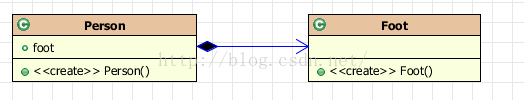 C Person
foot
<<create>> Person()
C Foot
<<create>> Foot()
http://blog.csdn.net/